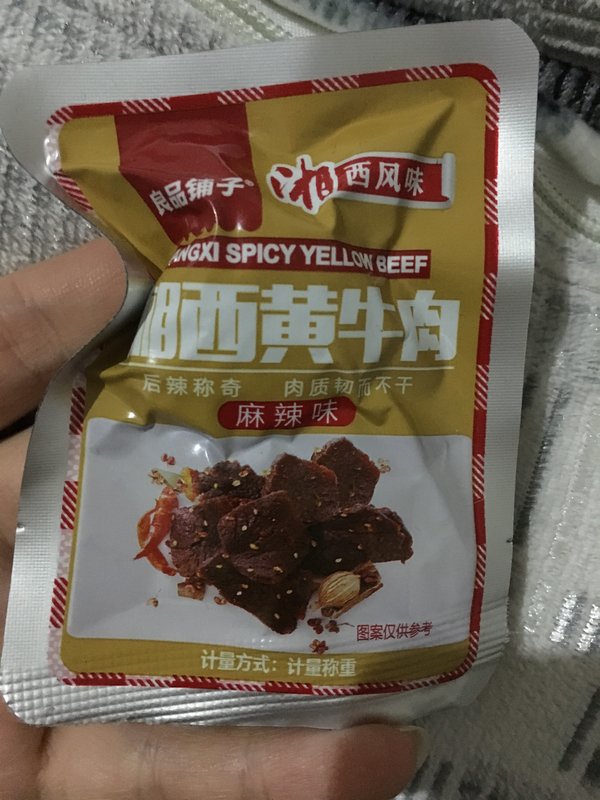 良品铺子®
湘西风味
ANGXI SPICY YELLOW BEEF
湘西黄牛肉
后辣称奇 肉质韧而不干
麻辣味
图案仅供参考
计量方式：计量称重